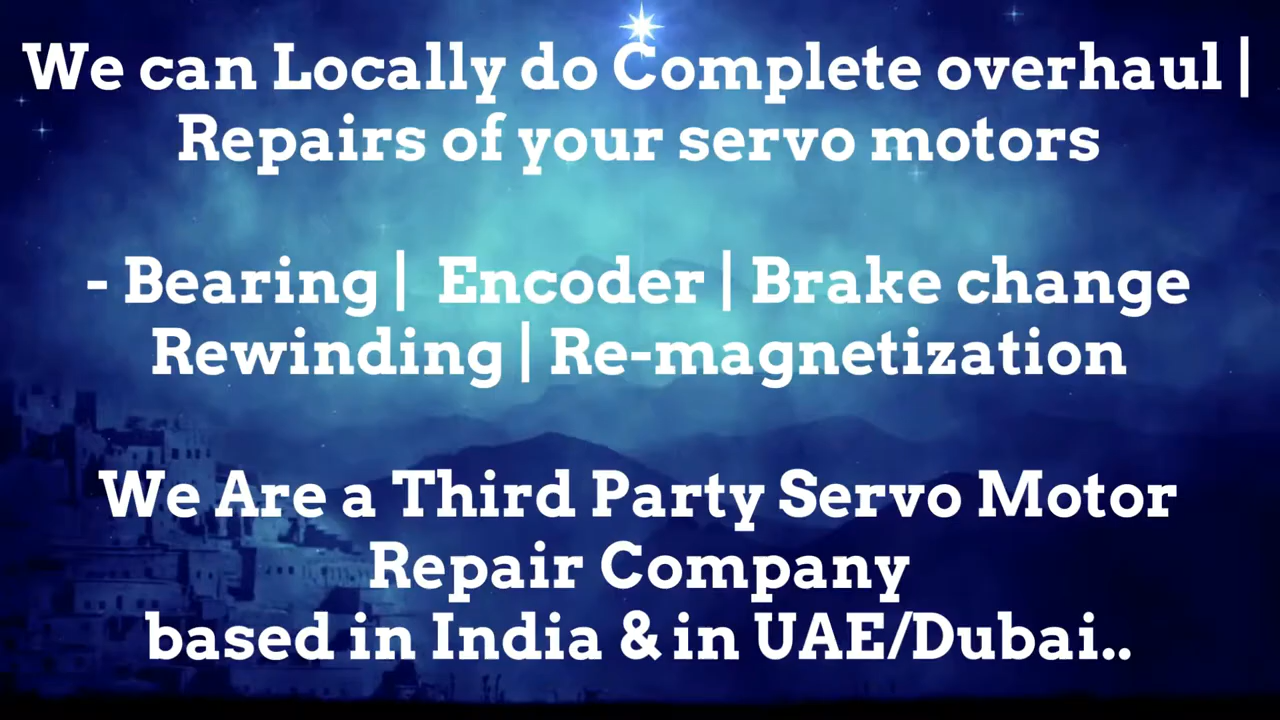 We can Locally do Complete overhaul |
Repairs of your servo motors
- Bearing | Encoder | Brake change
Rewinding | Re-magnetization
We Are a Third Party Servo Motor
Repair Company
based in India & in UAE/Dubai..